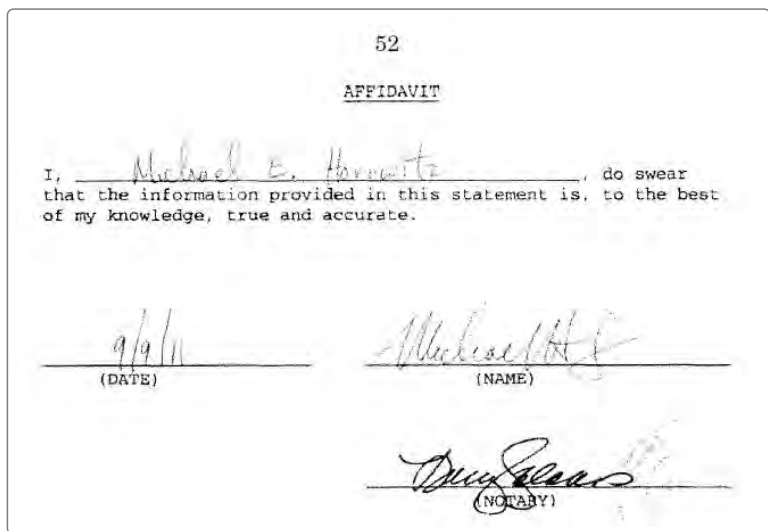 52
AFFIDAVIT
I, Michael E. Horowitz, do swear
that the information provided in this statement is, to the best
of my knowledge, true and accurate.
9/9/11 Michael
(DATE) (NAME)
(NOTARY)